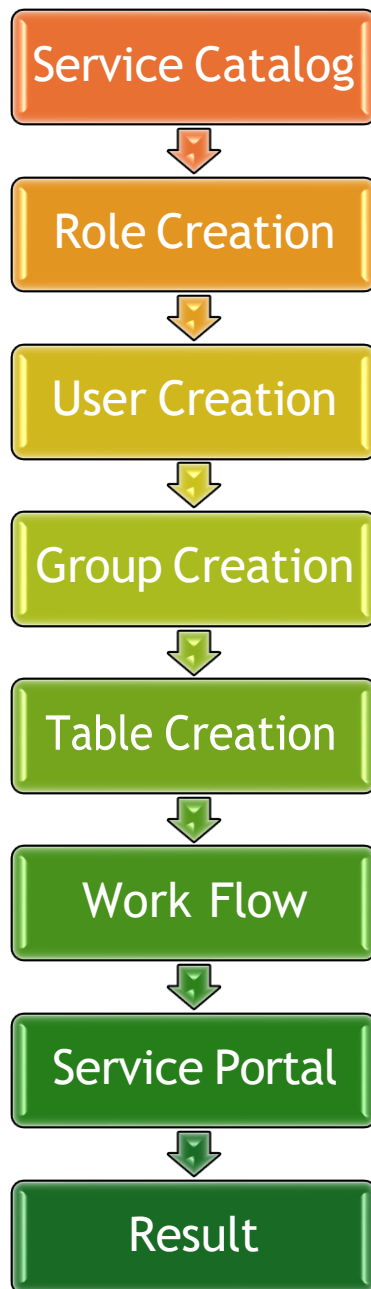 Service Catalog
Role Creation
User Creation
Group Creation
Table Creation
Work Flow
Service Portal
Result